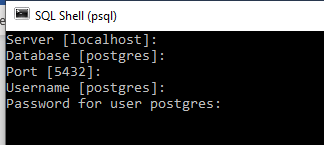 SQL Shell (psql)
Server [localhost]:
Database [postgres]:
Port [5432]:
Username [postgres]:
Password for user postgres: